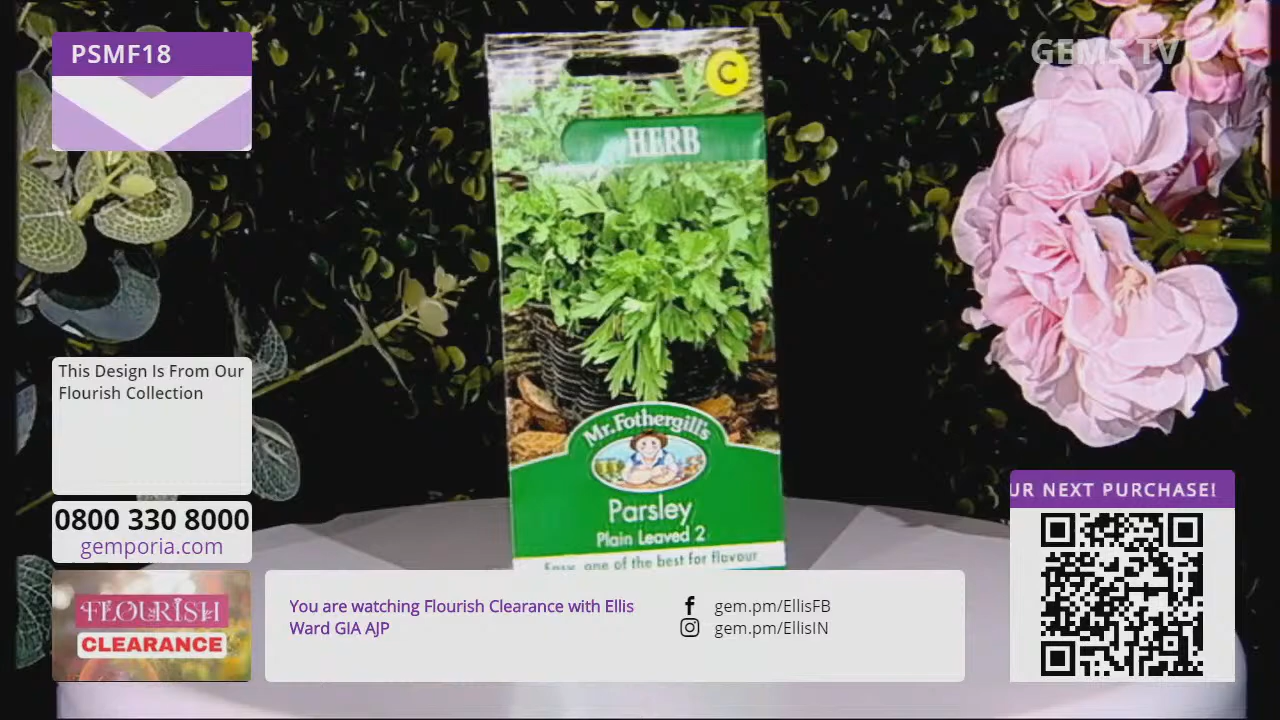 PSMF18
GEMS TV
C
HERB
Mr. Fothergill's
Parsley
Plain Leaved 2
Easy, one of the best for flavour
This Design Is From Our
Flourish Collection
0800 330 8000
gemporia.com
FLOURISH
CLEARANCE
You are watching Flourish Clearance with Ellis
Ward GIA AJP
gem.pm/EllisFB
gem.pm/EllisIN
UR NEXT PURCHASE!